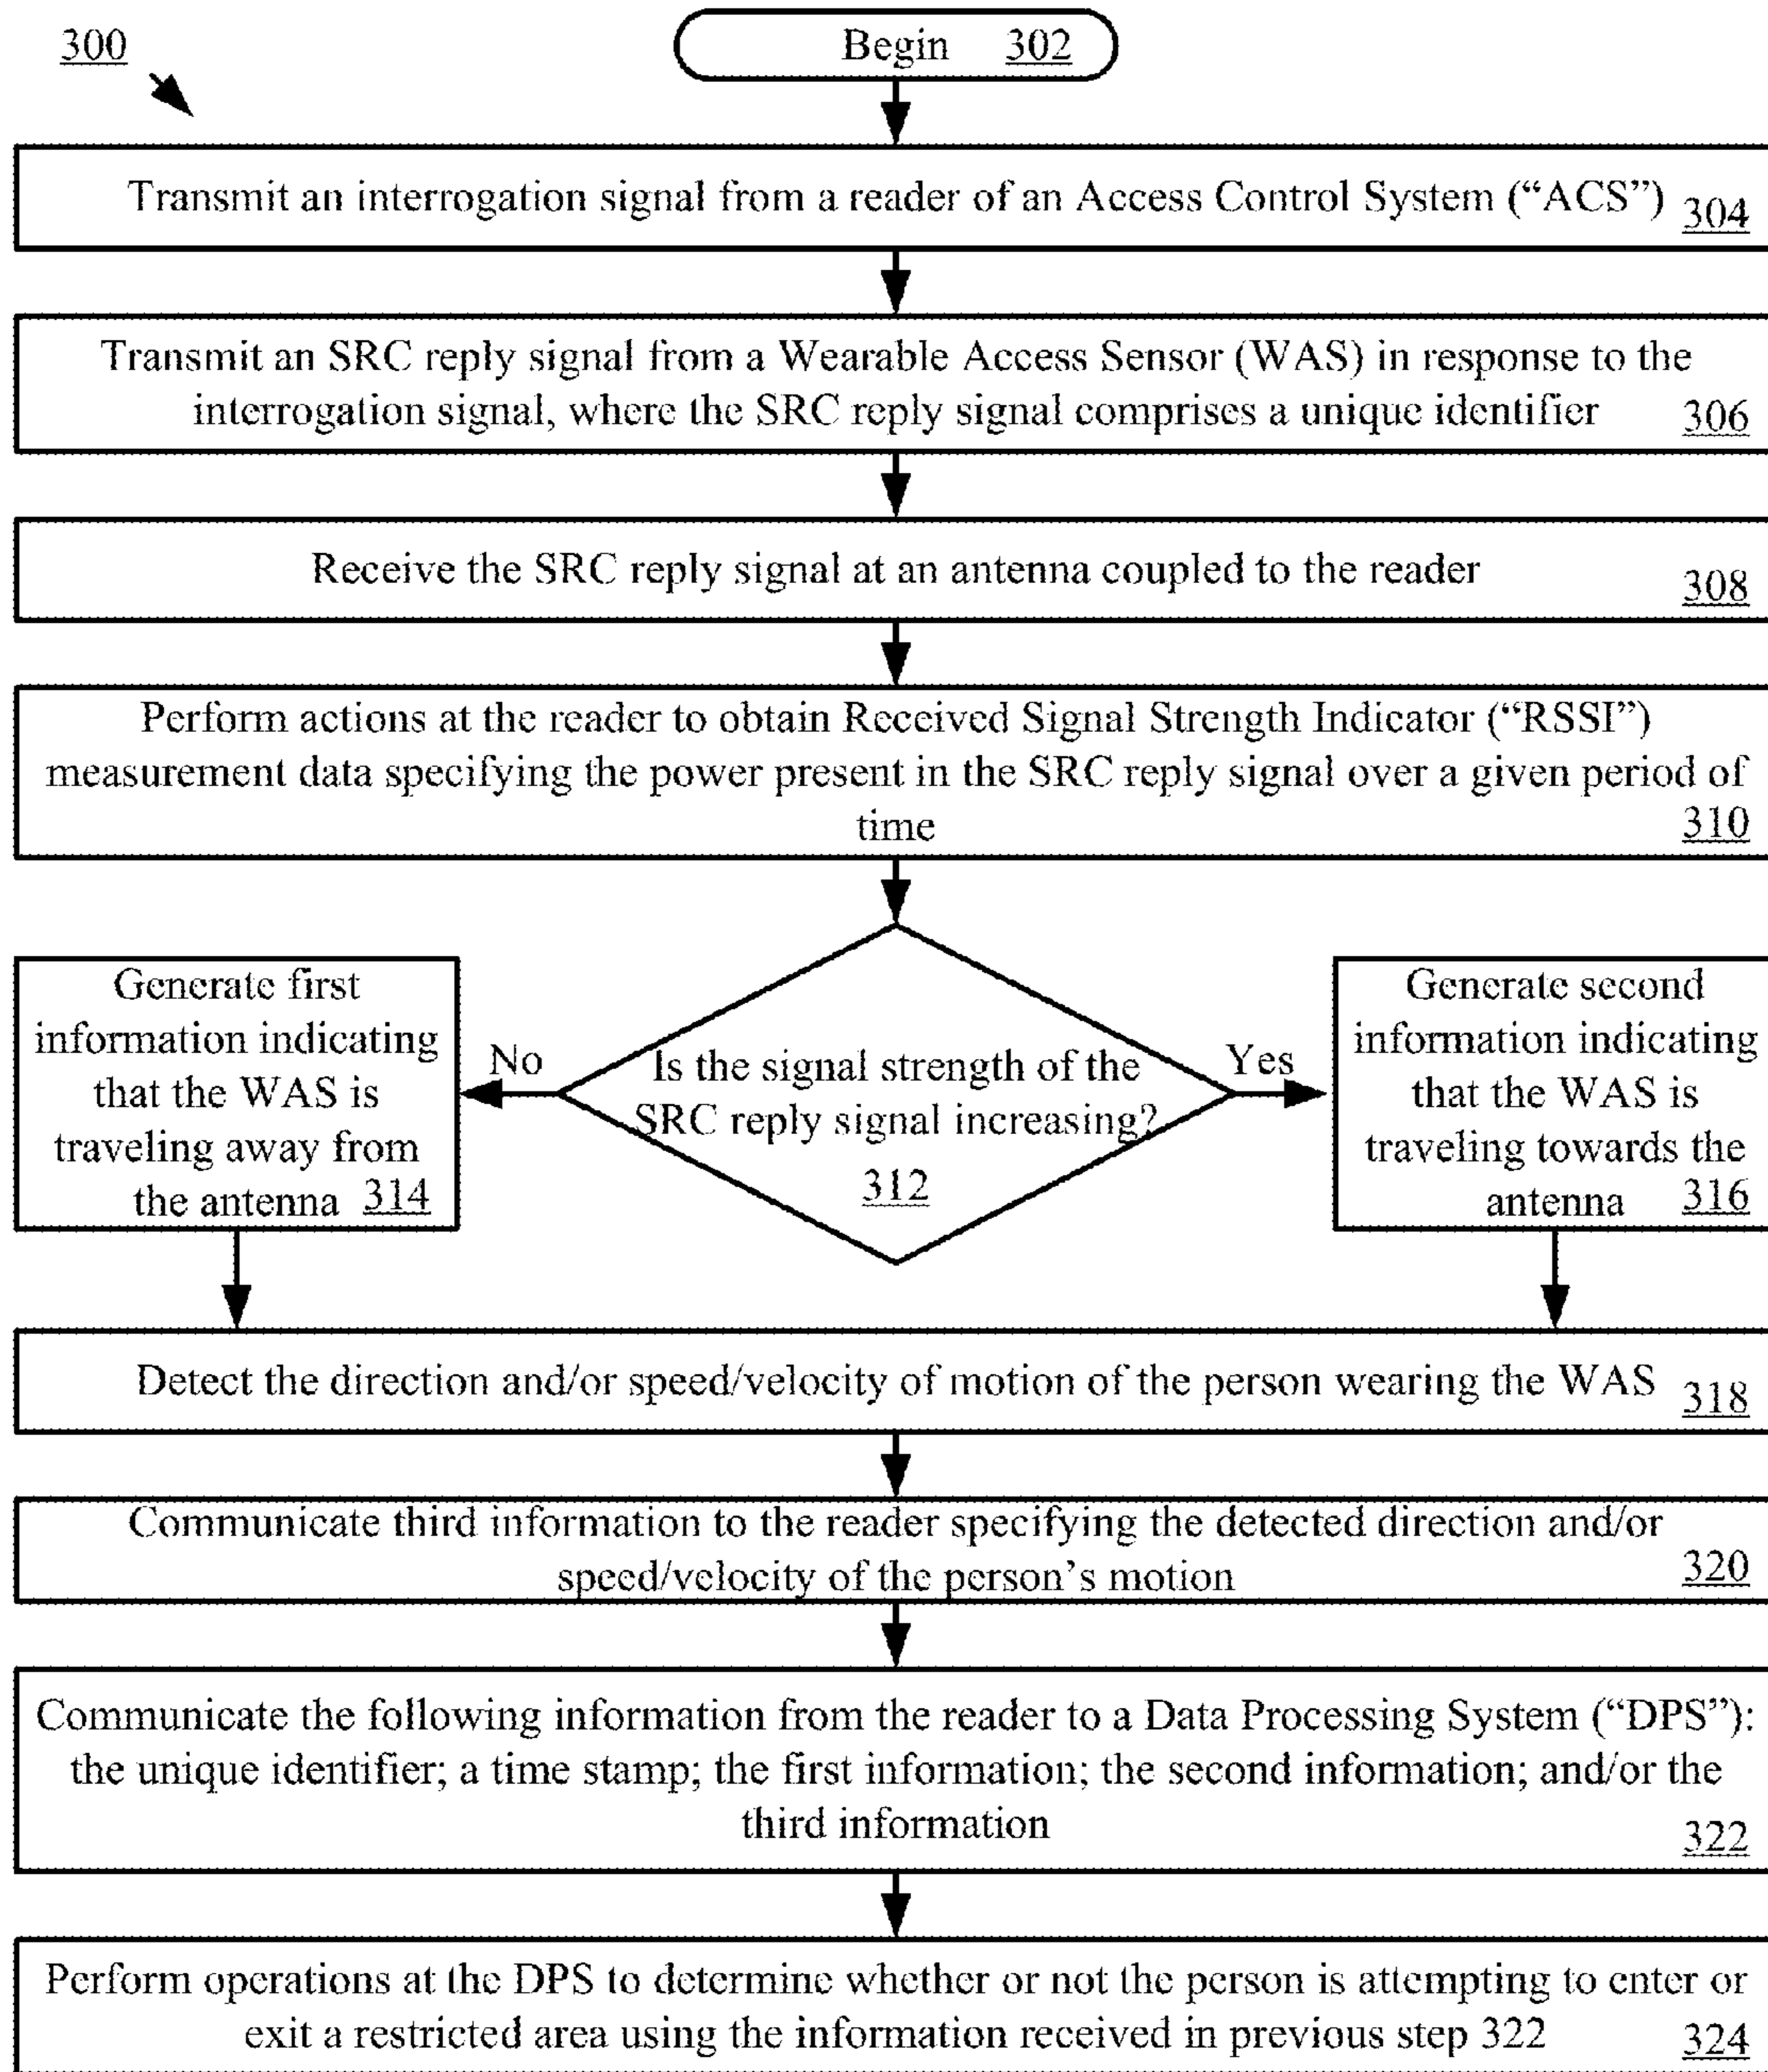 300
Begin 302
Transmit an interrogation signal from a reader of an Access Control System (“ACS”) 304
Transmit an SRC reply signal from a Wearable Access Sensor (WAS) in response to the
interrogation signal, where the SRC reply signal comprises a unique identifier 306
Receive the SRC reply signal at an antenna coupled to the reader 308
Perform actions at the reader to obtain Received Signal Strength Indicator (“RSSI”)
measurement data specifying the power present in the SRC reply signal over a given period of
time 310
Generate first
information indicating
that the WAS is
traveling away from
the antenna 314
No
Is the signal strength of the
SRC reply signal increasing?
312
Yes
Generate second
information indicating
that the WAS is
traveling towards the
antenna 316
Detect the direction and/or speed/velocity of motion of the person wearing the WAS 318
Communicate third information to the reader specifying the detected direction and/or
speed/velocity of the person’s motion 320
Communicate the following information from the reader to a Data Processing System (“DPS”):
the unique identifier; a time stamp; the first information; the second information; and/or the
third information 322
Perform operations at the DPS to determine whether or not the person is attempting to enter or
exit a restricted area using the information received in previous step 322 324